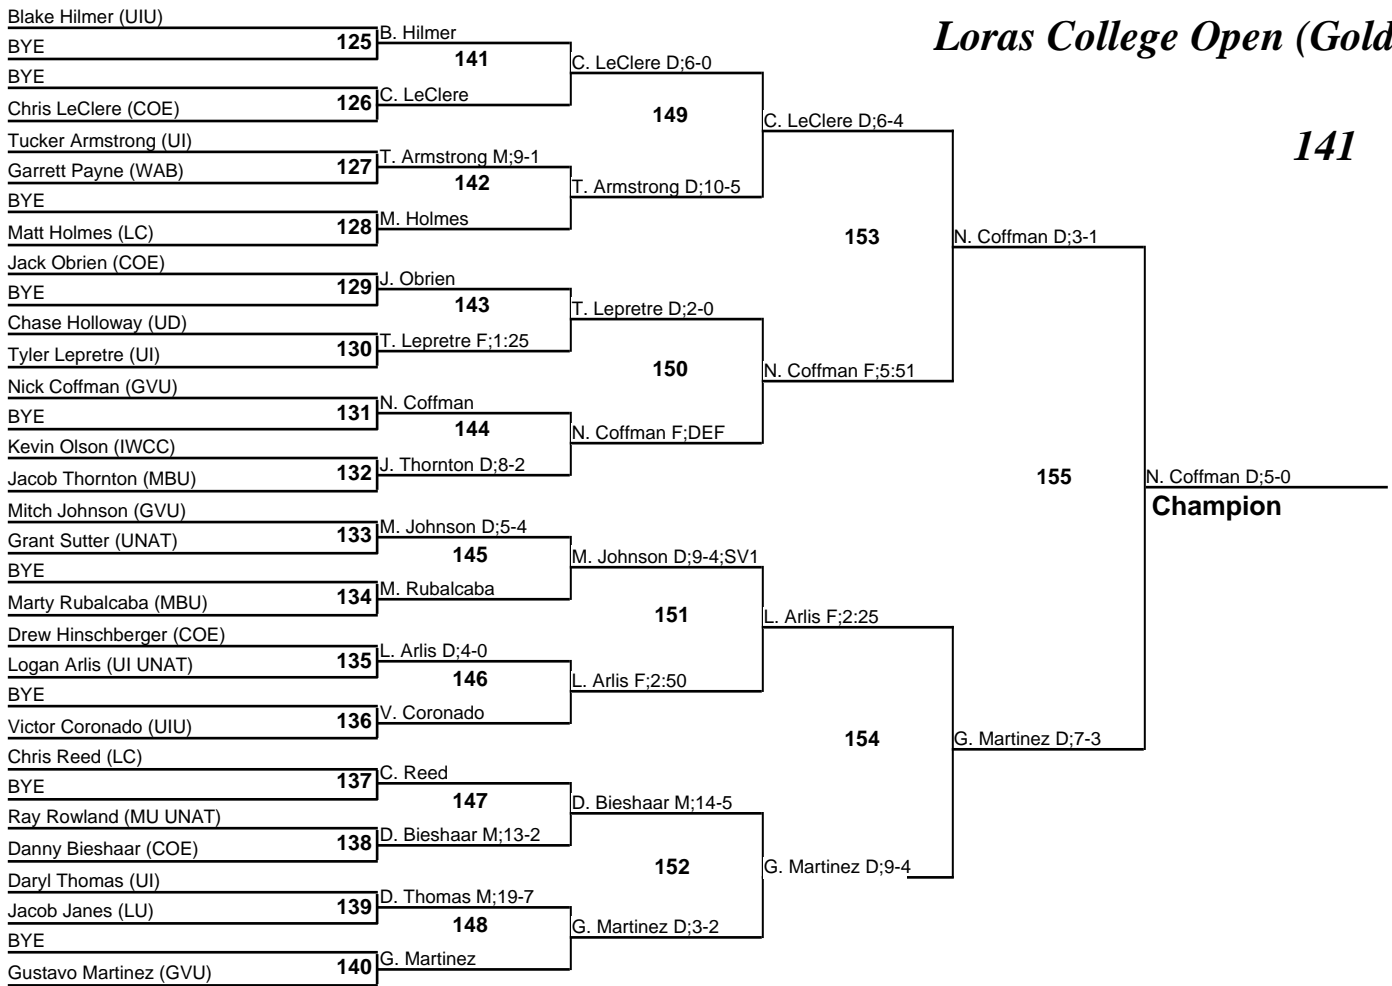 Loras College Open (Gold
141
Blake Hilmer (UIU)
BYE
125
BYE
Chris LeClere (COE)
126
Tucker Armstrong (UI)
Garrett Payne (WAB)
127
BYE
Matt Holmes (LC)
128
Jack Obrien (COE)
BYE
129
Chase Holloway (UD)
Tyler Lepretre (UI)
130
Nick Coffman (GVU)
BYE
131
Kevin Olson (IWCC)
Jacob Thornton (MBU)
132
Mitch Johnson (GVU)
Grant Sutter (UNAT)
133
BYE
Marty Rubalcaba (MBU)
134
Drew Hinschberger (COE)
Logan Arlis (UI UNAT)
135
BYE
Victor Coronado (UIU)
136
Chris Reed (LC)
BYE
137
Ray Rowland (MU UNAT)
Danny Bieshaar (COE)
138
Daryl Thomas (UI)
Jacob Janes (LU)
139
BYE
Gustavo Martinez (GVU)
140
B. Hilmer
141
C. LeClere
T. Armstrong M;9-1
142
M. Holmes
J. Obrien
143
T. Lepretre F;1:25
N. Coffman
144
J. Thornton D;8-2
M. Johnson D;5-4
145
M. Rubalcaba
L. Arlis D;4-0
146
V. Coronado
C. Reed
147
D. Bieshaar M;13-2
D. Thomas M;19-7
148
G. Martinez
C. LeClere D;6-0
149
T. Armstrong D;10-5
T. Lepretre D;2-0
150
N. Coffman F;DEF
M. Johnson D;9-4;SV1
151
L. Arlis F;2:50
D. Bieshaar M;14-5
152
G. Martinez D;3-2
C. LeClere D;6-4
153
N. Coffman F;5:51
L. Arlis F;2:25
154
G. Martinez D;9-4
N. Coffman D;3-1
155
G. Martinez D;7-3
N. Coffman D;5-0
Champion